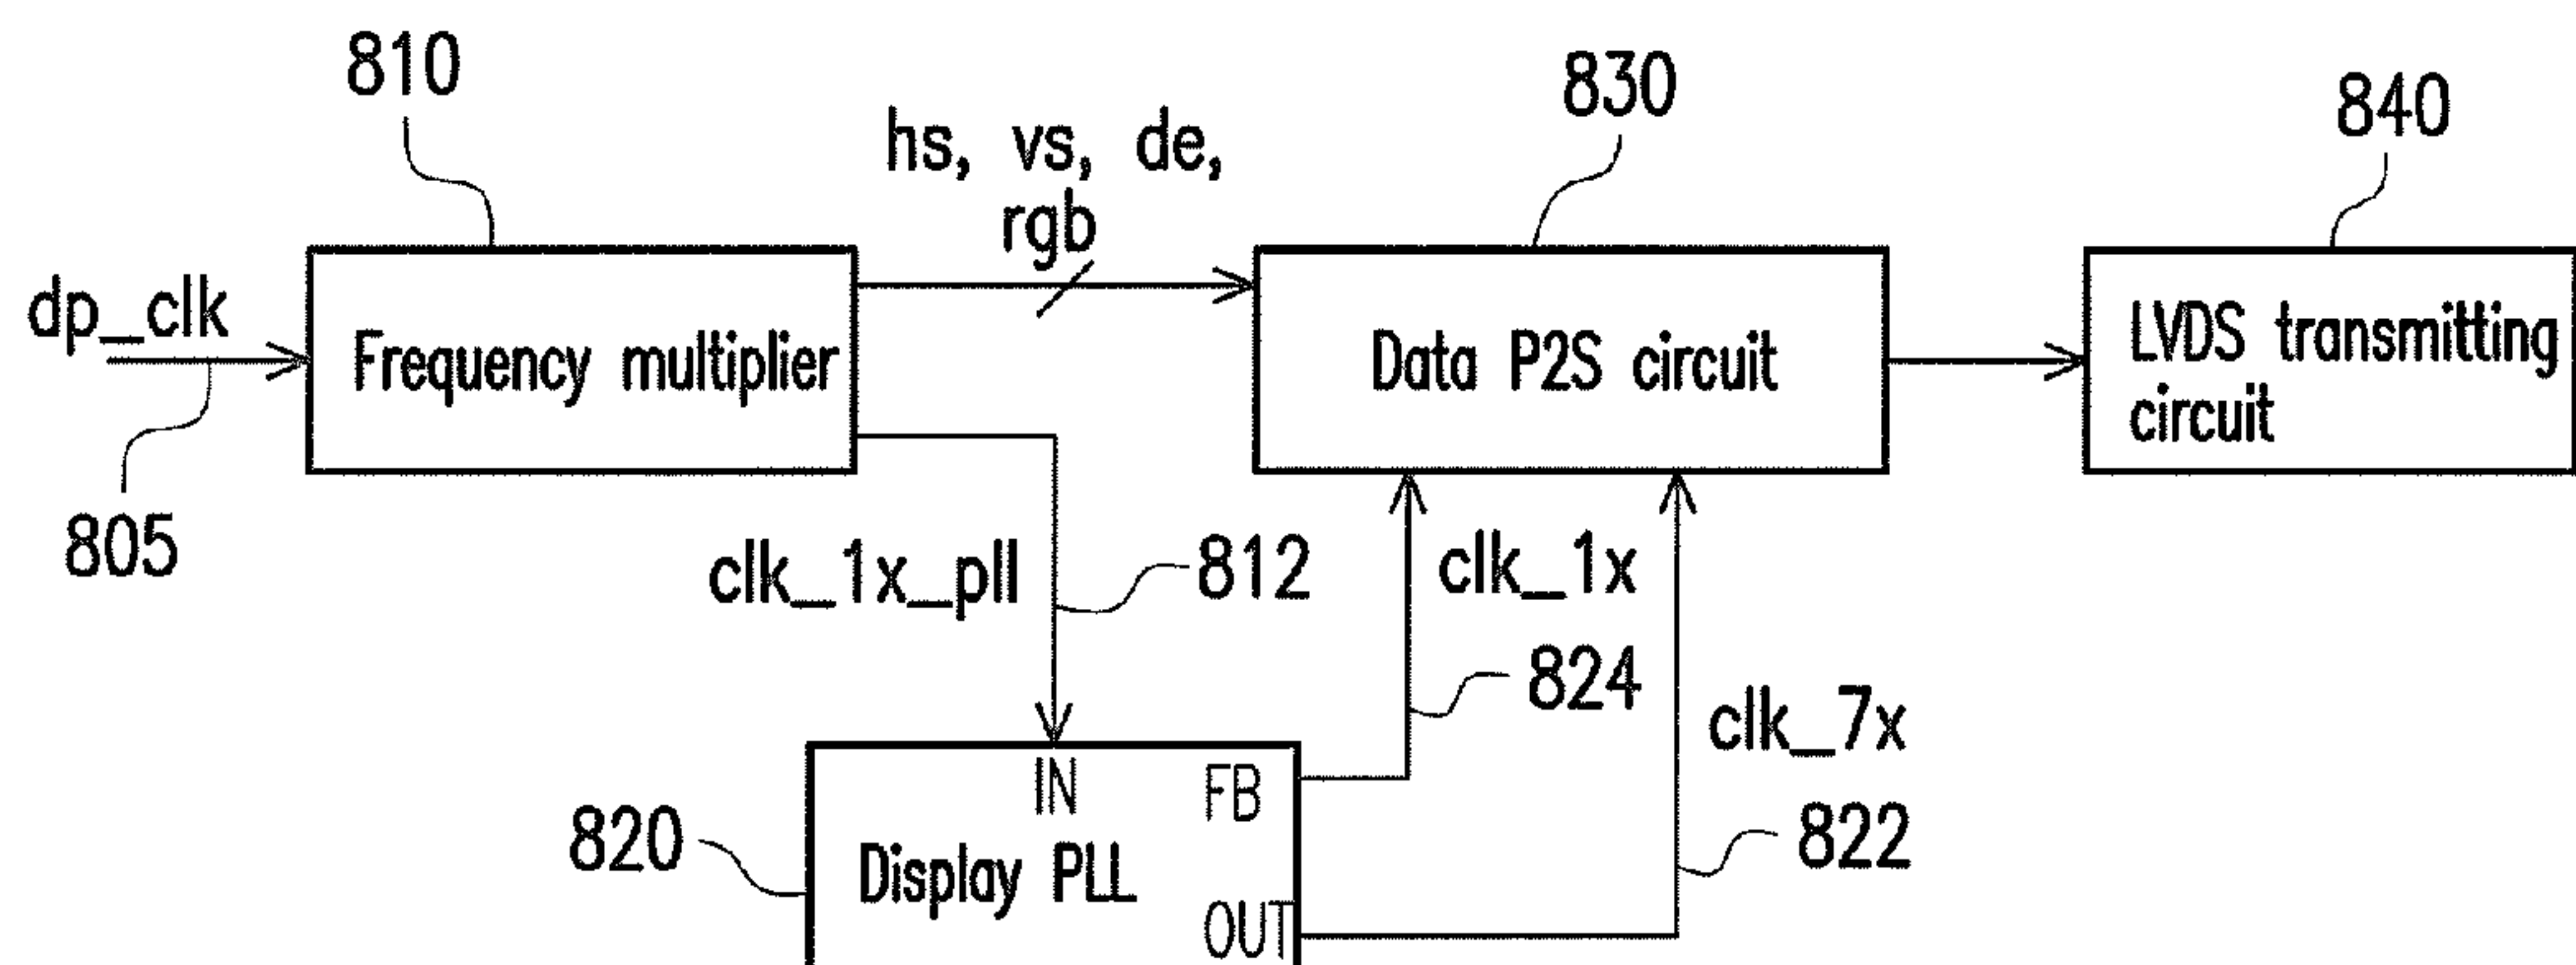 810
830
840
hs, vs, de,
rgb
dp_clk
Frequency multiplier
Data P2S circuit
LVDS transmitting
circuit
805
clk_1x_pll
812
clk_1x
824
clk_7x
822
820
IN
FB
Display PLL
OUT